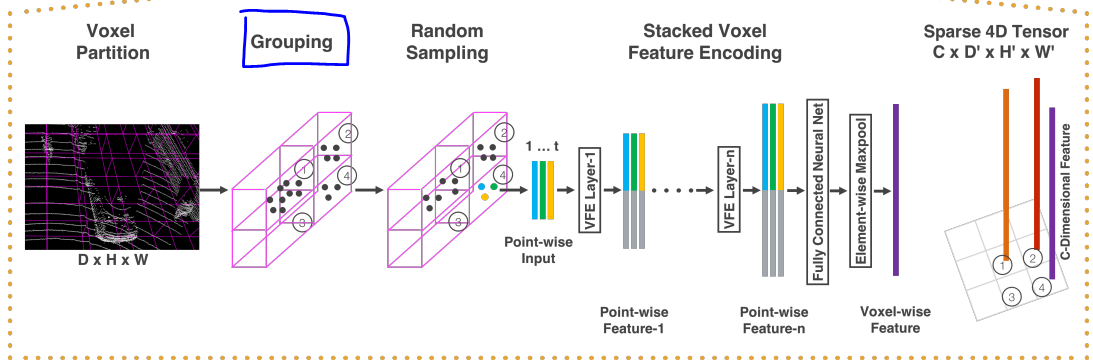 Voxel
Partition
Grouping
Random
Sampling
Stacked Voxel
Feature Encoding
Sparse 4D Tensor
C x D' x H' x W'
D x H x W
1
2
3
4
1
2
3
4
1 ... t
Point-wise
Input
VFE Layer-1
Point-wise
Feature-1
VFE Layer-n
Point-wise
Feature-n
Fully Connected Neural Net
Element-wise Maxpool
Voxel-wise
Feature
C-Dimensional Feature
1
2
3
4